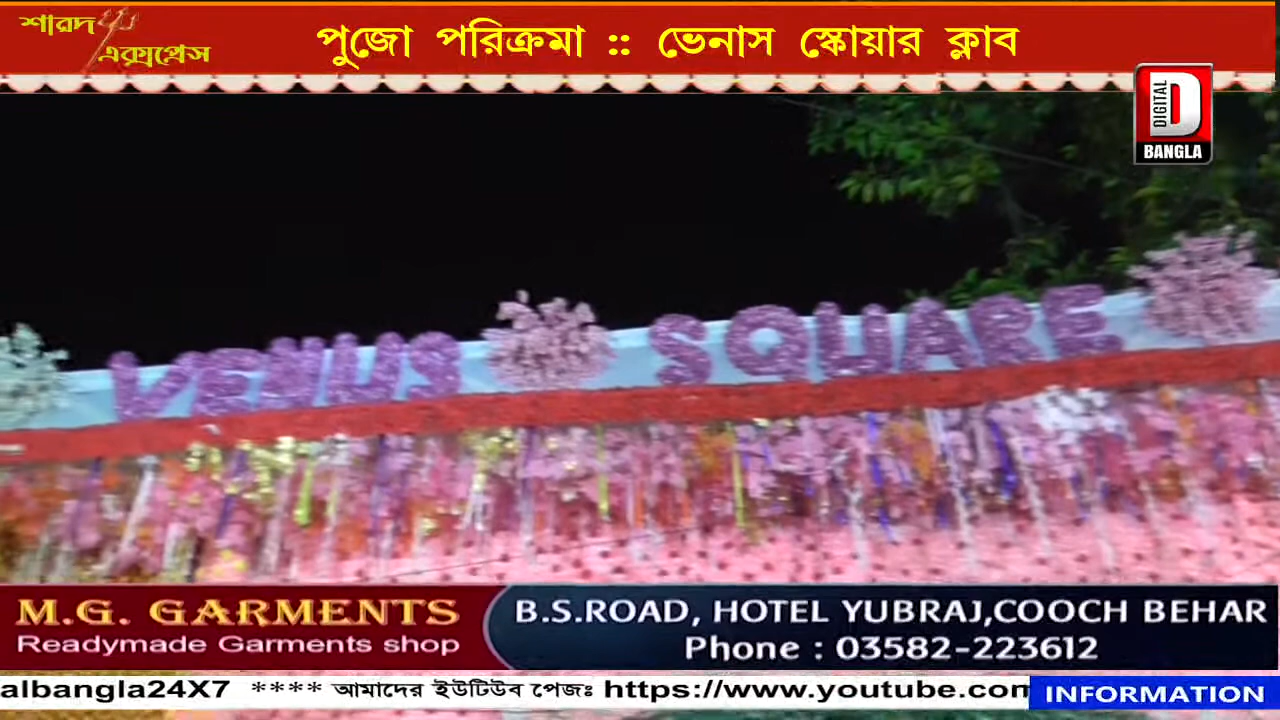 শারদ
এক্সপ্রেস
পুজো পরিক্রমা :: ভেনাস স্কোয়ার ক্লাব
DIGITAL
BANGLA
VENUS SQUARE
M.G. GARMENTS
Readymade Garments shop
B.S.ROAD, HOTEL YUBRAJ,COOCH BEHAR
Phone : 03582-223612
albangla24X7 **** আমাদের ইউটিউব পেজঃ https://www.youtube.com
INFORMATION